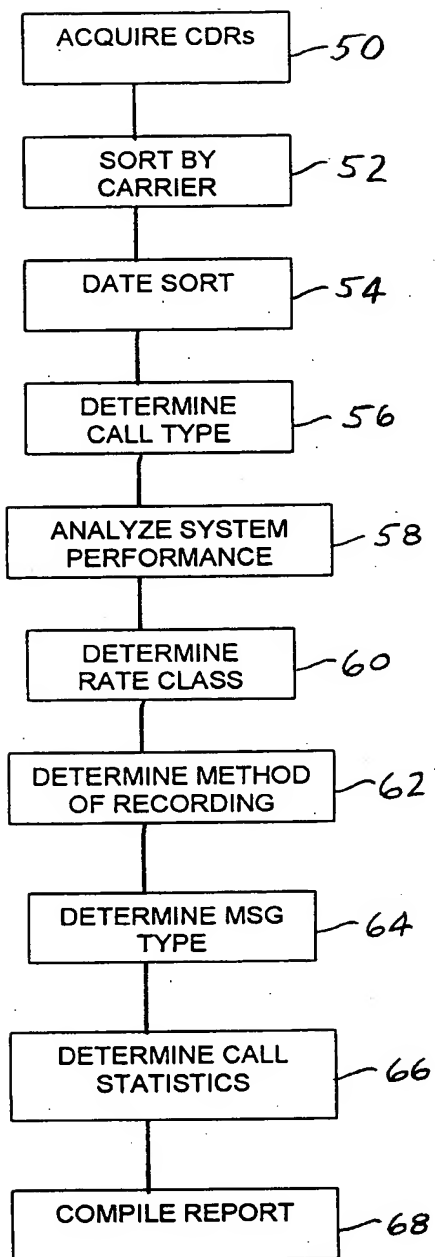 ACQUIRE CDRs
50
SORT BY
CARRIER
52
DATE SORT
54
DETERMINE
CALL TYPE
56
ANALYZE SYSTEM
PERFORMANCE
58
DETERMINE
RATE CLASS
60
DETERMINE METHOD
OF RECORDING
62
DETERMINE MSG
TYPE
64
DETERMINE CALL
STATISTICS
66
COMPILE REPORT
68